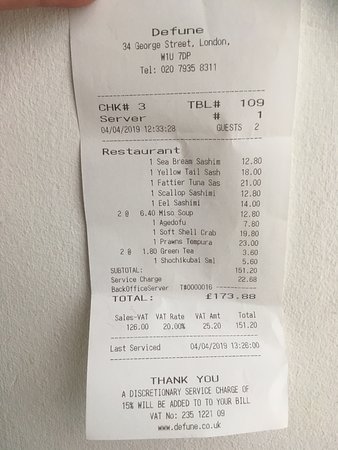 Defune
34 George Street, London,
W1U 7DP
Tel: 020 7935 8311
CHK# 3 TBL# 109
Server # 1
04/04/2019 12:33:28 GUESTS 2
Restaurant
1 Sea Bream Sashim 12.80
1 Yellow Tail Sash 18.00
1 Fattier Tuna Sas 21.00
1 Scallop Sashimi 12.80
1 Eel Sashimi 14.00
2 @ 6.40 Miso Soup 12.80
1 Agedofu 7.80
1 Soft Shell Crab 19.80
1 Prawns Tempura 23.00
2 @ 1.80 Green Tea 3.60
1 Shochikubai Sml 5.60
SUBTOTAL: 151.20
Service Charge 22.68
BackOfficeServer T#0000016
TOTAL: £173.88
Sales-VAT VAT Rate VAT Amt Total
126.00 20.00% 25.20 151.20
Last Serviced 04/04/2019 13:26:00
THANK YOU
A DISCRETIONARY SERVICE CHARGE OF
15% WILL BE ADDED TO TO YOUR BILL
VAT No: 235 1221 09
www.defune.co.uk